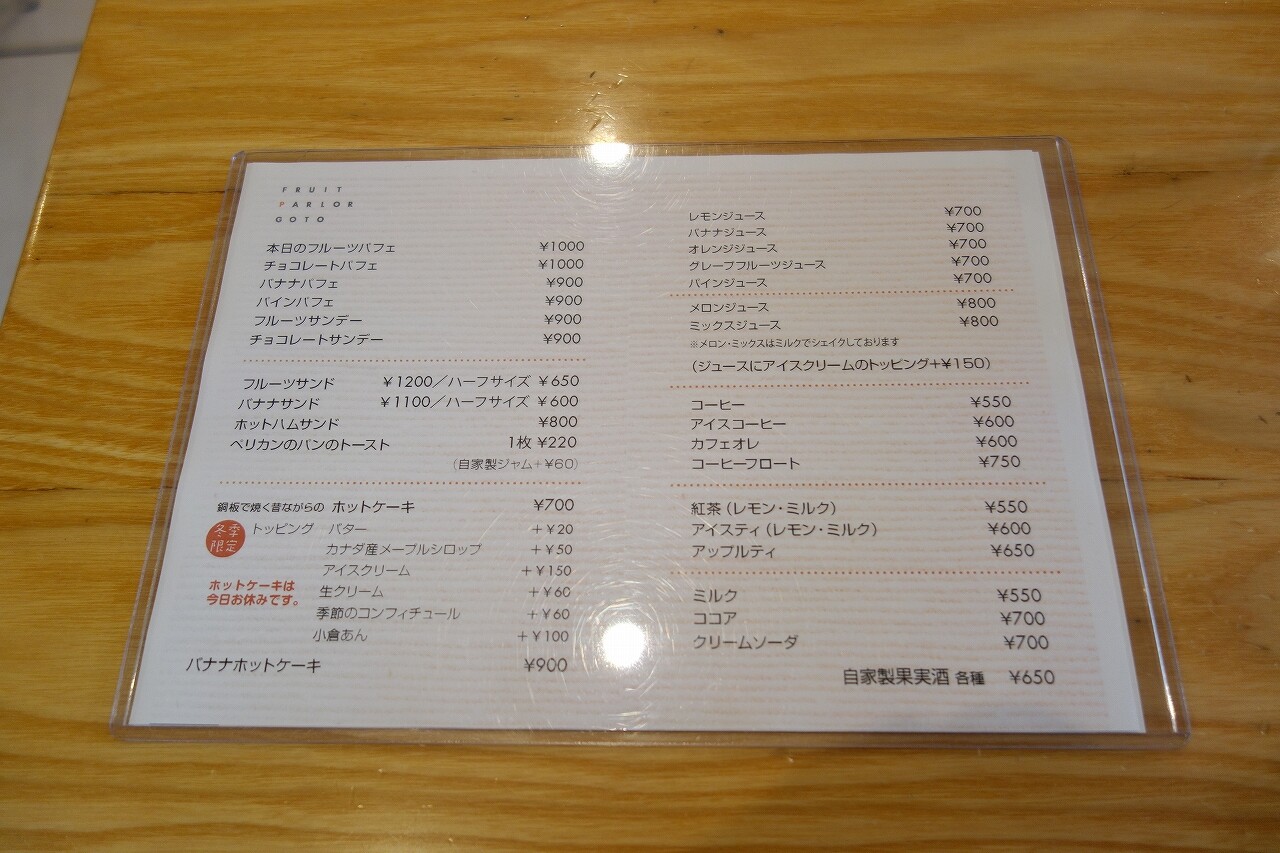 FRUIT
PARLOR
GOTO
本日のフルーツパフェ ¥1000
チョコレートパフェ ¥1000
バナナパフェ ¥900
パインパフェ ¥900
フルーツサンデー ¥900
チョコレートサンデー ¥900
フルーツサンド ¥1200/ハーフサイズ ¥650
バナナサンド ¥1100/ハーフサイズ ¥600
ホットハムサンド ¥800
ペリカンのパンのトースト 1枚 ¥220
(自家製ジャム+¥60)
銅板で焼く昔ながらの ホットケーキ ¥700
冬季
限定
トッピング バター +¥20
カナダ産メープルシロップ +¥50
アイスクリーム +¥150
ホットケーキは
今日お休みです。
生クリーム +¥60
季節のコンフィチュール +¥60
小倉あん +¥100
バナナホットケーキ ¥900
レモンジュース ¥700
バナナジュース ¥700
オレンジジュース ¥700
グレープフルーツジュース ¥700
パインジュース ¥700
メロンジュース ¥800
ミックスジュース ¥800
※メロン・ミックスはミルクでシェイクしております
(ジュースにアイスクリームのトッピング+¥150)
コーヒー ¥550
アイスコーヒー ¥600
カフェオレ ¥600
コーヒーフロート ¥750
紅茶(レモン・ミルク) ¥550
アイスティ(レモン・ミルク) ¥600
アップルティ ¥650
ミルク ¥550
ココア ¥700
クリームソーダ ¥700
自家製果実酒 各種 ¥650